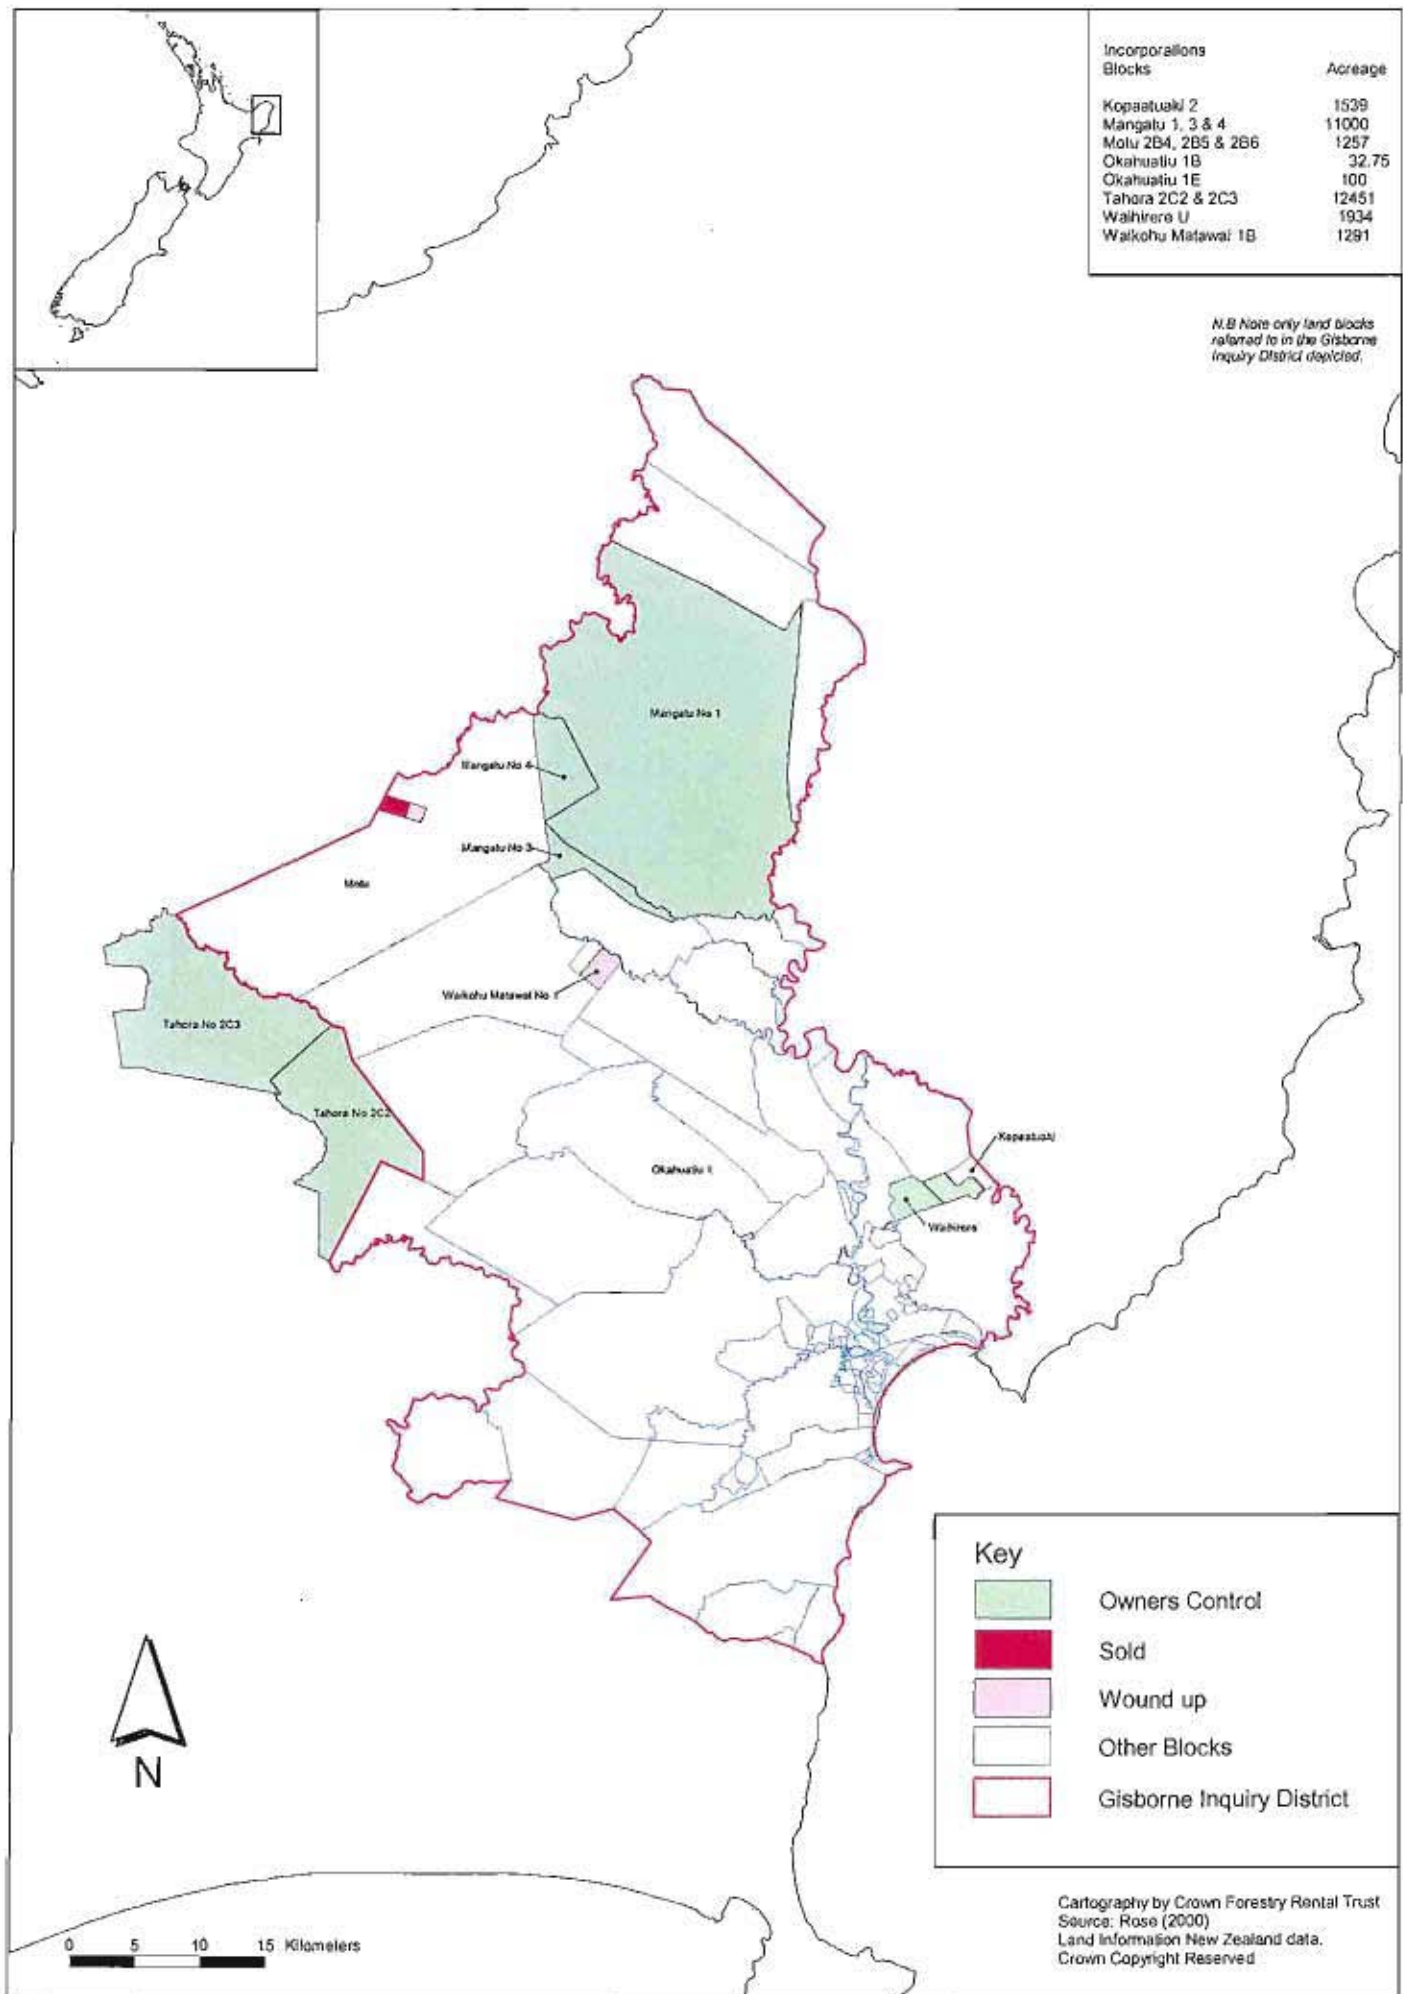 Incorporations
Blocks Acreage
Kopaatuaki 2 1539
Mangatu 1, 3 & 4 11000
Motu 2B4, 2B5 & 2B6 1257
Okahuatiu 1B 32.75
Okahuatiu 1E 100
Tahora 2C2 & 2C3 12451
Waihirere U 1934
Waikohu Matawai 1B 1291
N.B Note only land blocks
referred to in the Gisborne
Inquiry District depicted.
Mangatu No 1
Mangatu No 4
Mangatu No 3
Motu
Waikohu Matawai No 1
Tahora No 2C3
Tahora No 2C2
Kopaatuaki
Okahuatiu 1
Waihirere
Key
Owners Control
Sold
Wound up
Other Blocks
Gisborne Inquiry District
N
0 5 10 15 Kilometers
Cartography by Crown Forestry Rental Trust
Source: Rose (2000)
Land Information New Zealand data.
Crown Copyright Reserved